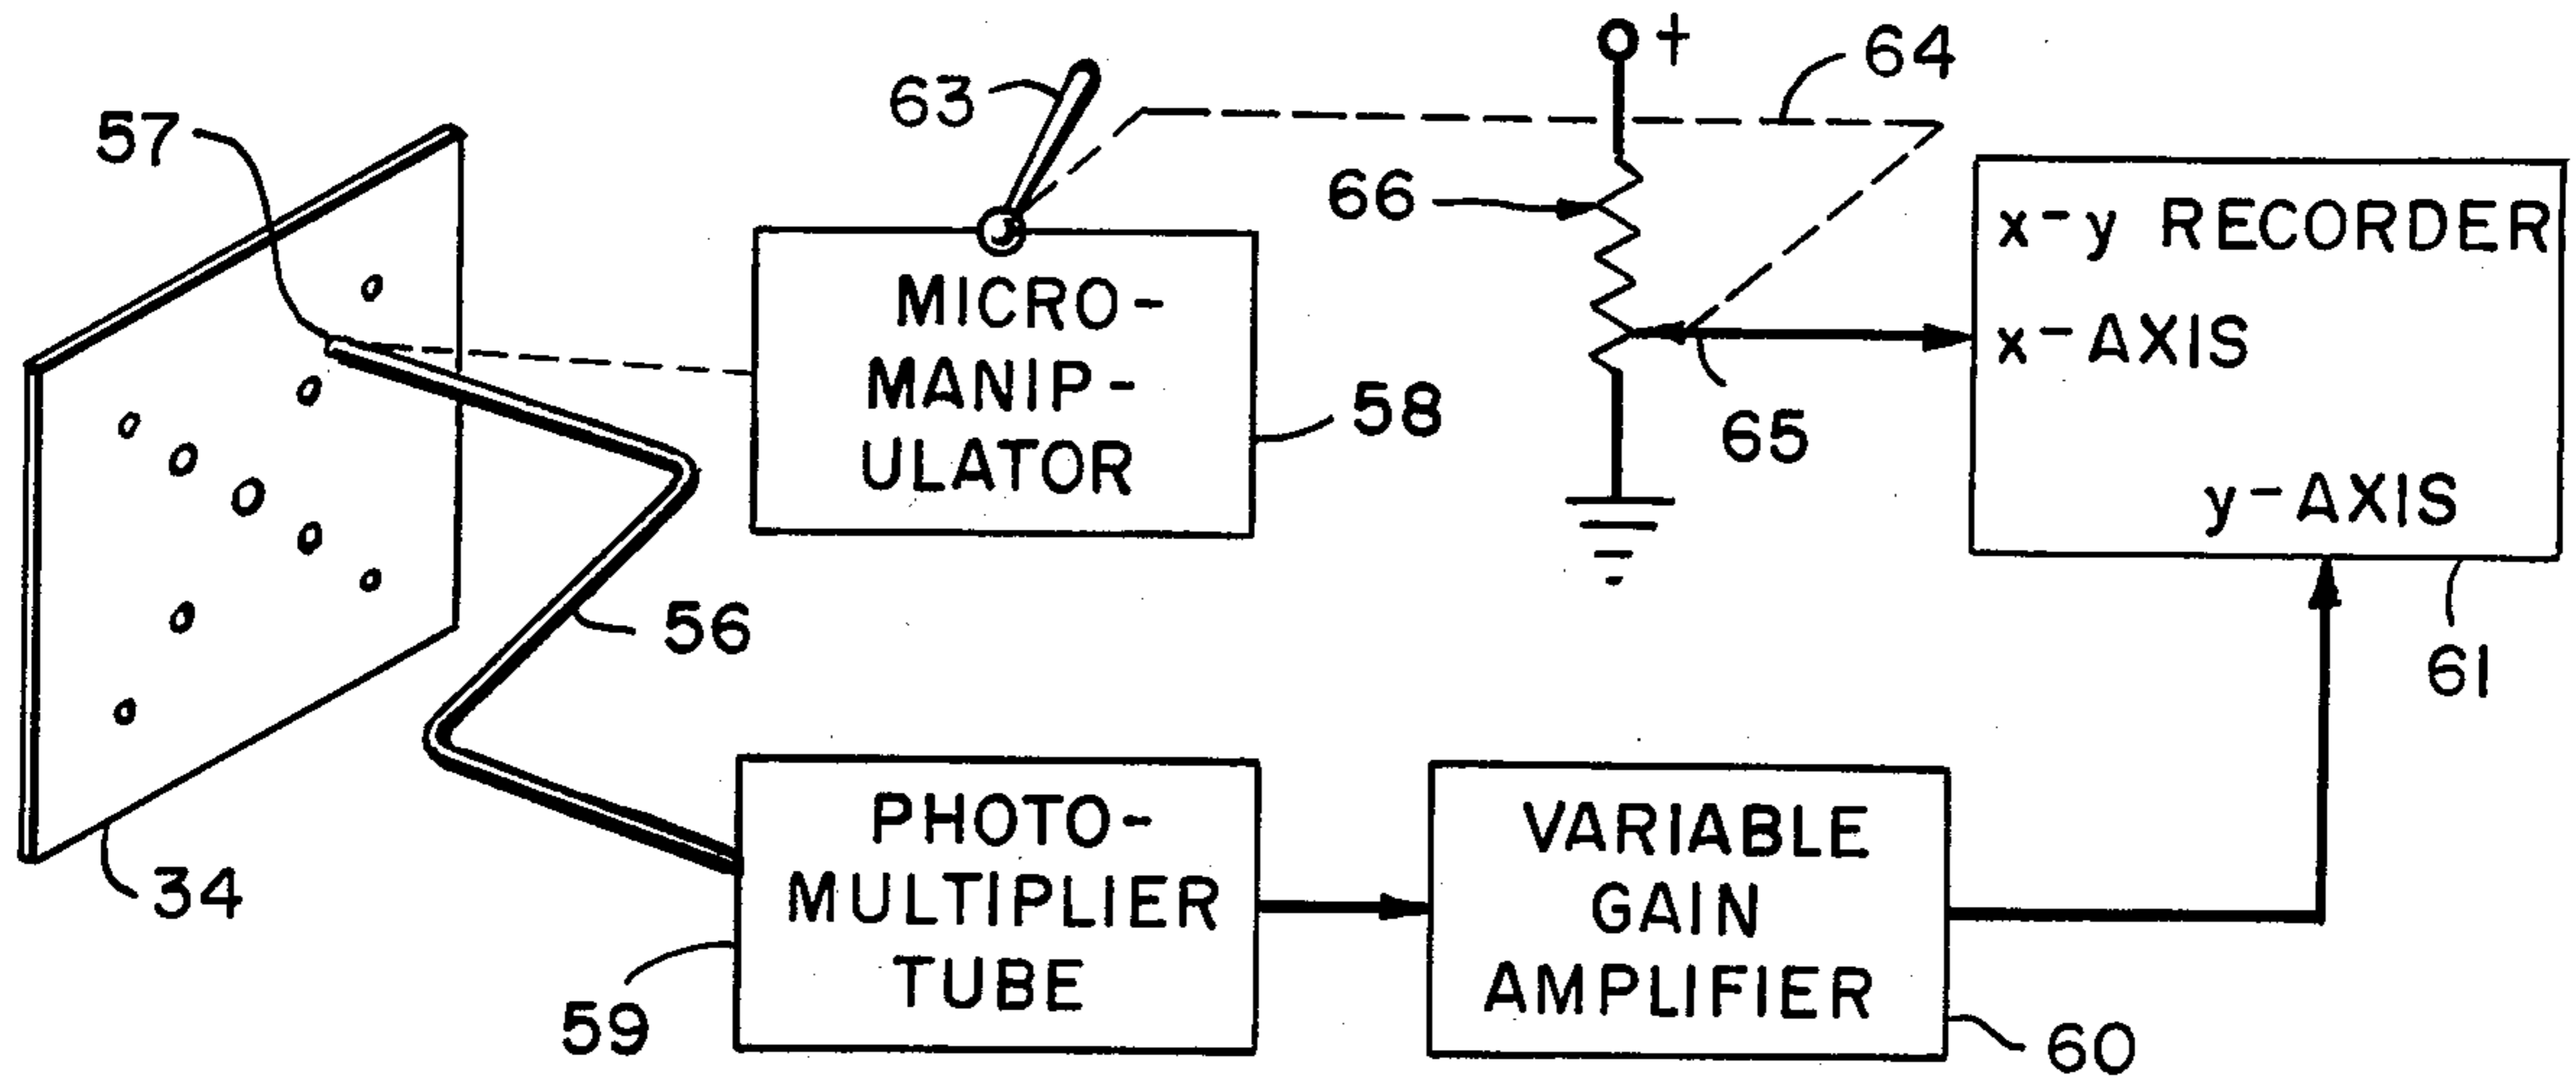 57
63
+
64
66
x-y RECORDER
x-AXIS
y-AXIS
MICRO-
MANIP-
ULATOR
58
65
56
61
34
PHOTO-
MULTIPLIER
TUBE
59
VARIABLE
GAIN
AMPLIFIER
60